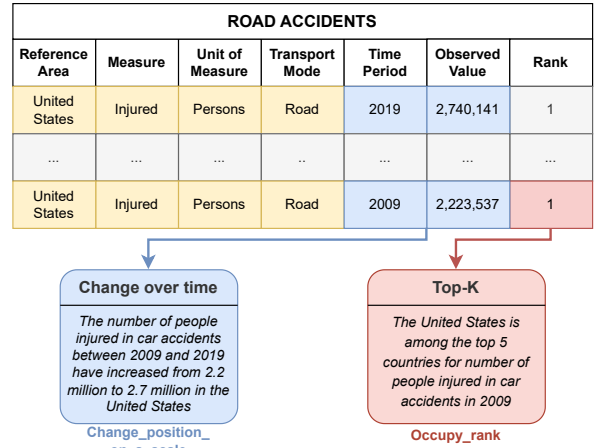 ROAD ACCIDENTS
Reference Area Measure Unit of Measure Transport Mode Time Period Observed Value Rank
United States Injured Persons Road 2019 2,740,141 1
... ... ... .. ... ... ...
United States Injured Persons Road 2009 2,223,537 1
Change over time
The number of people
injured in car accidents
between 2009 and 2019
have increased from 2.2
million to 2.7 million in the
United States
Change_position_
Top-K
The United States is
among the top 5
countries for number of
people injured in car
accidents in 2009
Occupy_rank